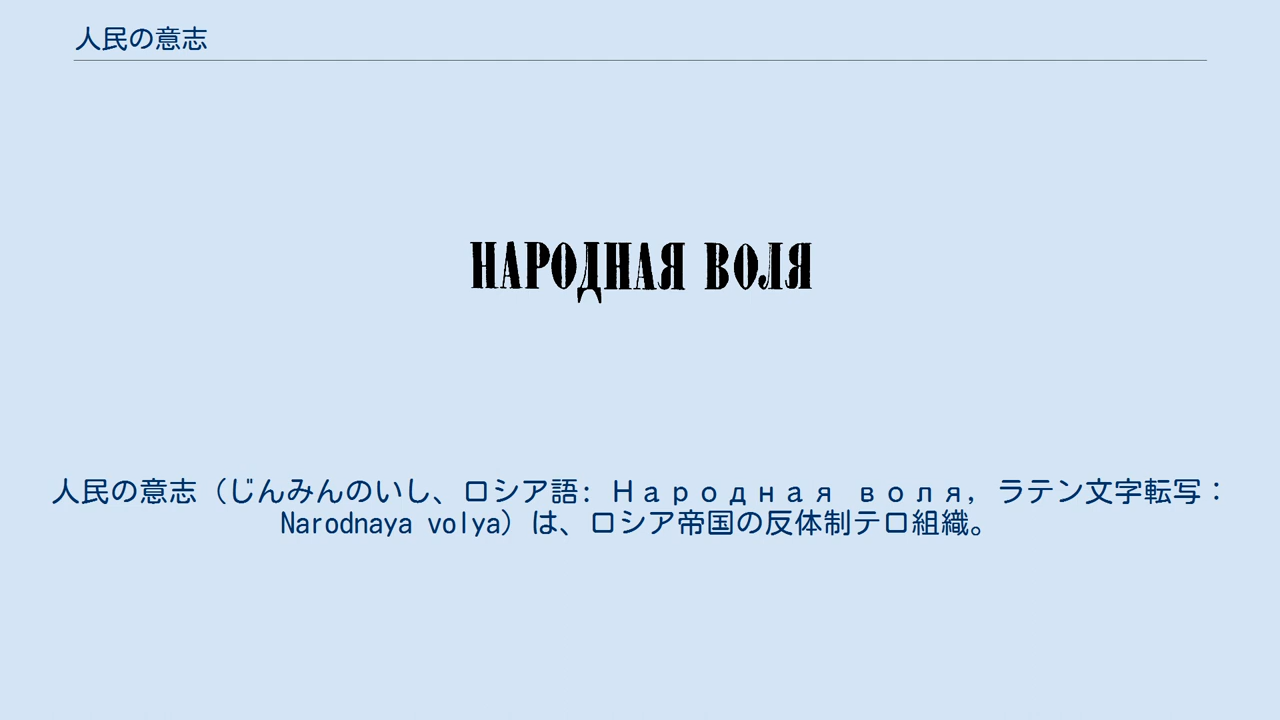 人民の意志
НАРОДНАЯ ВОЛЯ
人民の意志（じんみんのいし、ロシア語: Народная воля, ラテン文字転写：
Narodnaya volya）は、ロシア帝国の反体制テロ組織。